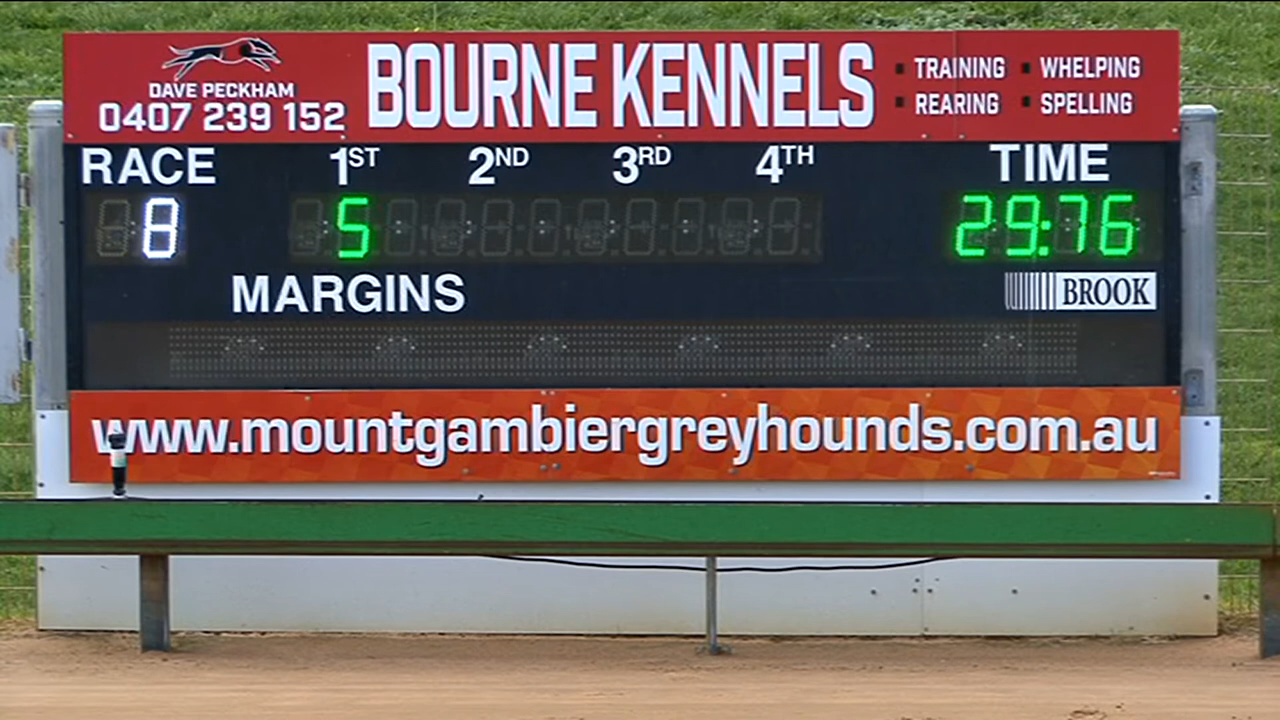 BOURNE KENNELS
DAVE PECKHAM
0407 239 152
TRAINING WHELPING
REARING SPELLING
RACE 1ST 2ND 3RD 4TH TIME
8 5 29:76
MARGINS
BROOK
www.mountgambiergreyhounds.com.au